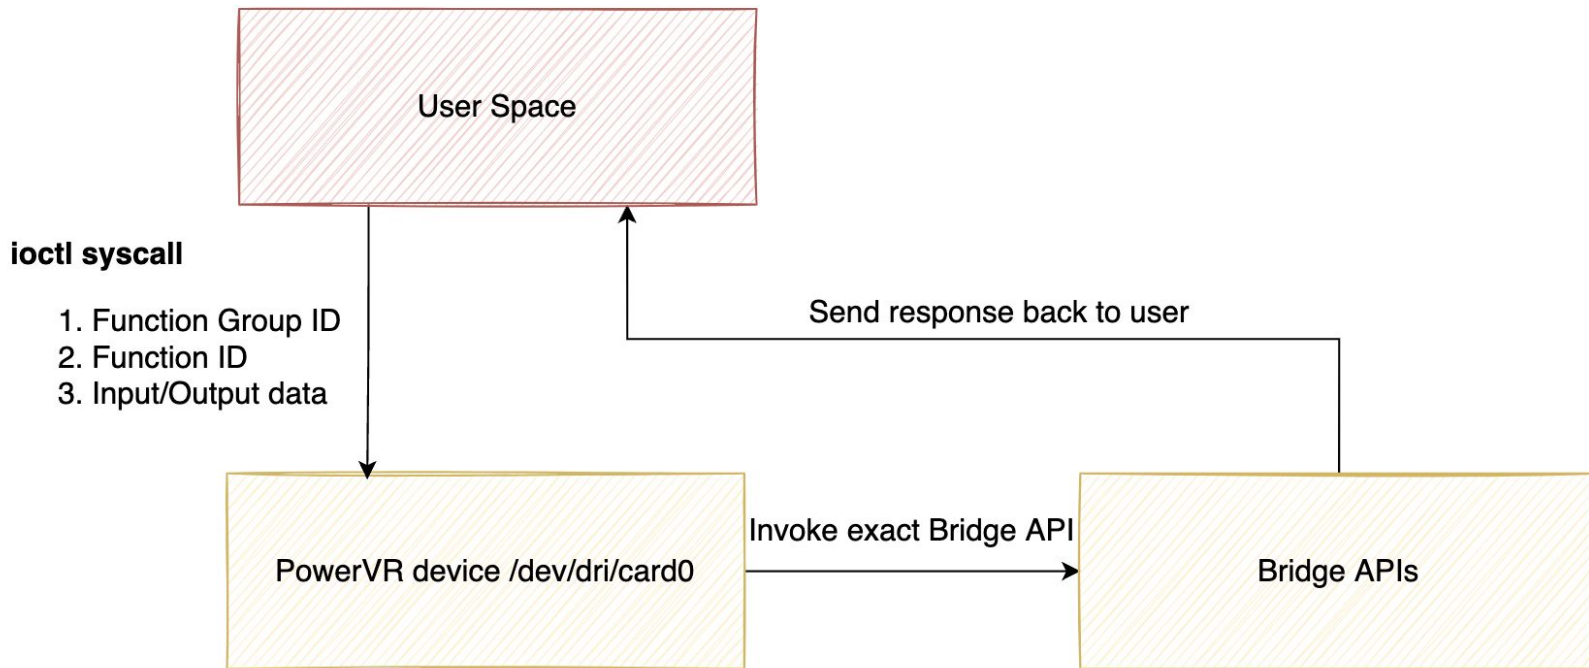 User Space
ioctl syscall
1. Function Group ID
2. Function ID
3. Input/Output data
Send response back to user
PowerVR device /dev/dri/card0
Invoke exact Bridge API
Bridge APIs